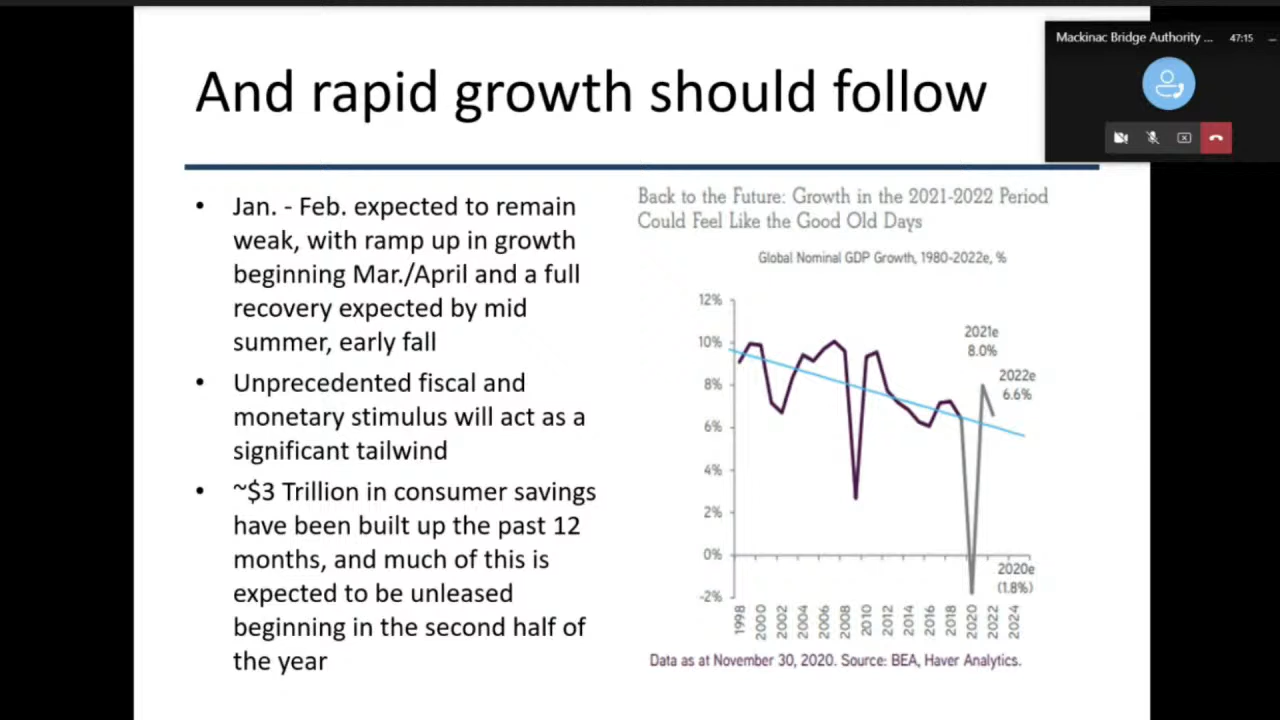 Mackinac Bridge Authority ...
47:15
And rapid growth should follow
• Jan. - Feb. expected to remain
weak, with ramp up in growth
beginning Mar./April and a full
recovery expected by mid
summer, early fall
• Unprecedented fiscal and
monetary stimulus will act as a
significant tailwind
• ~$3 Trillion in consumer savings
have been built up the past 12
months, and much of this is
expected to be unleased
beginning in the second half of
the year
Back to the Future: Growth in the 2021-2022 Period
Could Feel Like the Good Old Days
Global Nominal GDP Growth, 1980-2022e, %
12%
10%
8%
6%
4%
2%
0%
-2%
2021e
8.0%
2022e
6.6%
2020e
(1.8%)
1998
2000
2002
2004
2006
2008
2010
2012
2014
2016
2018
2020
2022
2024
Data as at November 30, 2020. Source: BEA, Haver Analytics.